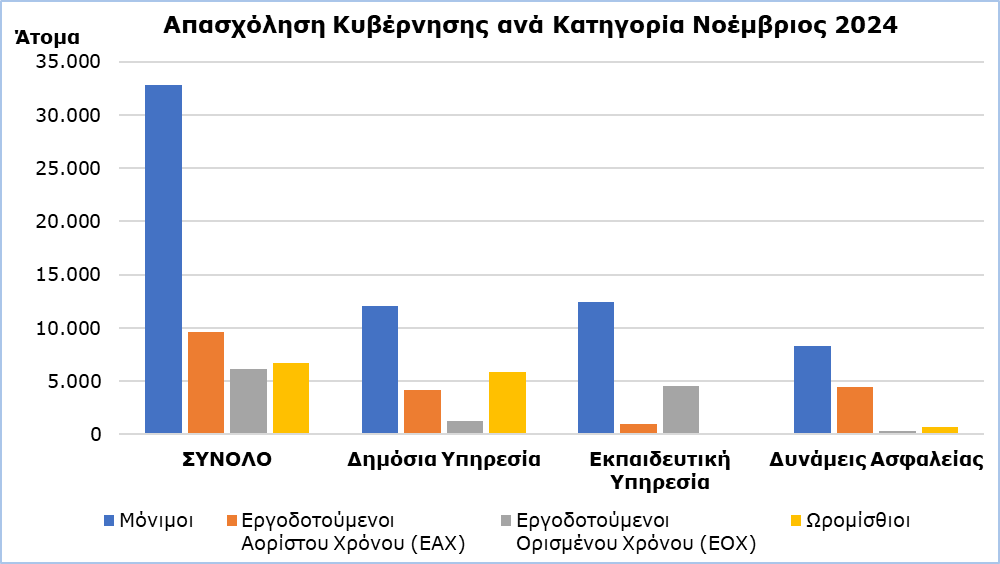 Απασχόληση Κυβέρνησης ανά Κατηγορία Νοέμβριος 2024
Άτομα
35.000
30.000
25.000
20.000
15.000
10.000
5.000
0
ΣΥΝΟΛΟ
Δημόσια Υπηρεσία
Εκπαιδευτική
Υπηρεσία
Δυνάμεις Ασφαλείας
Μόνιμοι
Εργοδοτούμενοι
Αορίστου Χρόνου (ΕΑΧ)
Εργοδοτούμενοι
Ορισμένου Χρόνου (ΕΟΧ)
Ωρομίσθιοι